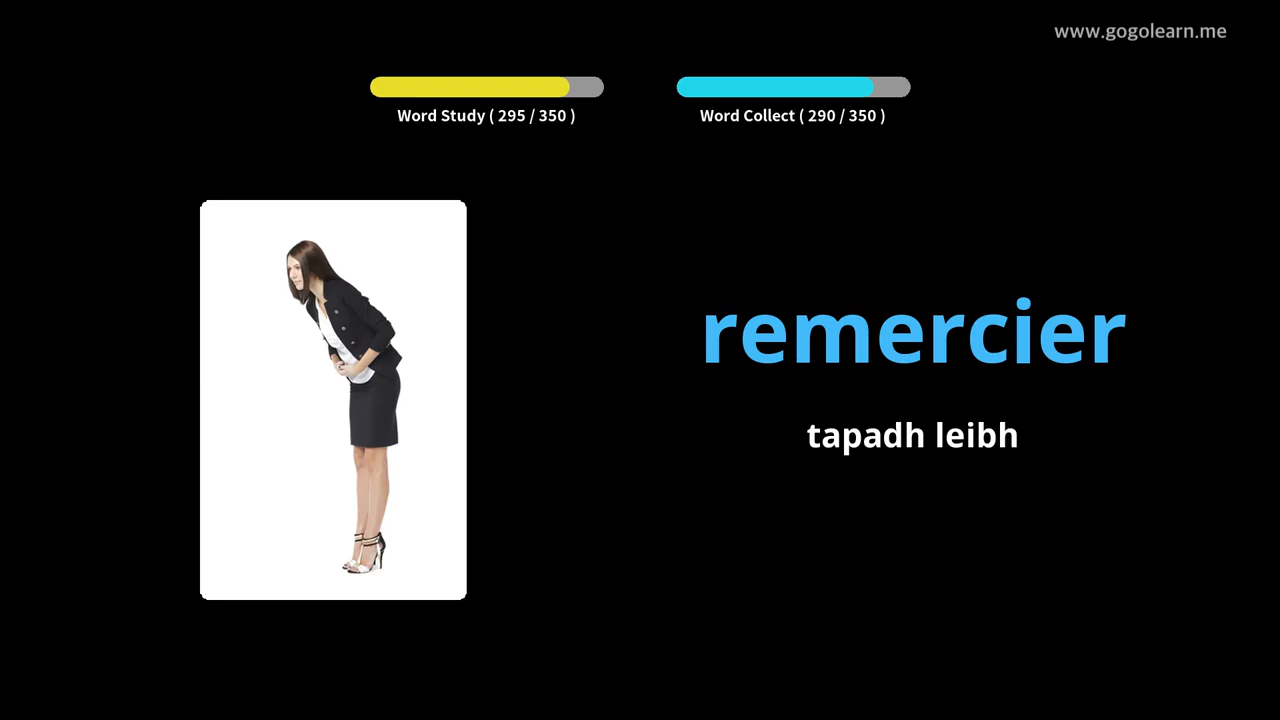 www.gogolearn.me
Word Study ( 295 / 350 )
Word Collect ( 290 / 350 )
remercier
tapadh leibh